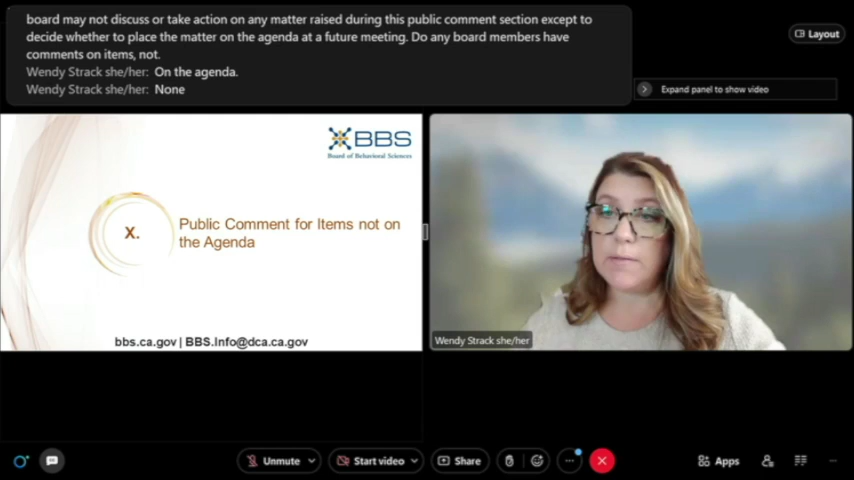 board may not discuss or take action on any matter raised during this public comment section except to
decide whether to place the matter on the agenda at a future meeting. Do any board members have
comments on items, not.
Wendy Strack she/her: On the agenda.
Wendy Strack she/her: None
Layout
Expand panel to show video
BBS
Board of Behavioral Sciences
X.
Public Comment for Items not on
the Agenda
bbs.ca.gov | BBS.Info@dca.ca.gov
Wendy Strack she/her
Unmute
Start video
Share
Apps